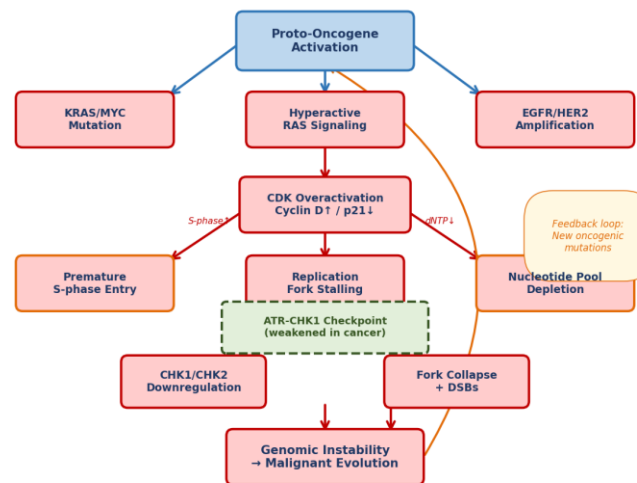 Proto-Oncogene
Activation
KRAS/MYC
Mutation
Hyperactive
RAS Signaling
EGFR/HER2
Amplification
CDK Overactivation
Cyclin D↑ / p21↓
S-phase↑
dNTP↓
Feedback loop:
New oncogenic
mutations
Premature
S-phase Entry
Replication
Fork Stalling
Nucleotide Pool
Depletion
ATR-CHK1 Checkpoint
(weakened in cancer)
CHK1/CHK2
Downregulation
Fork Collapse
+ DSBs
Genomic Instability
→ Malignant Evolution